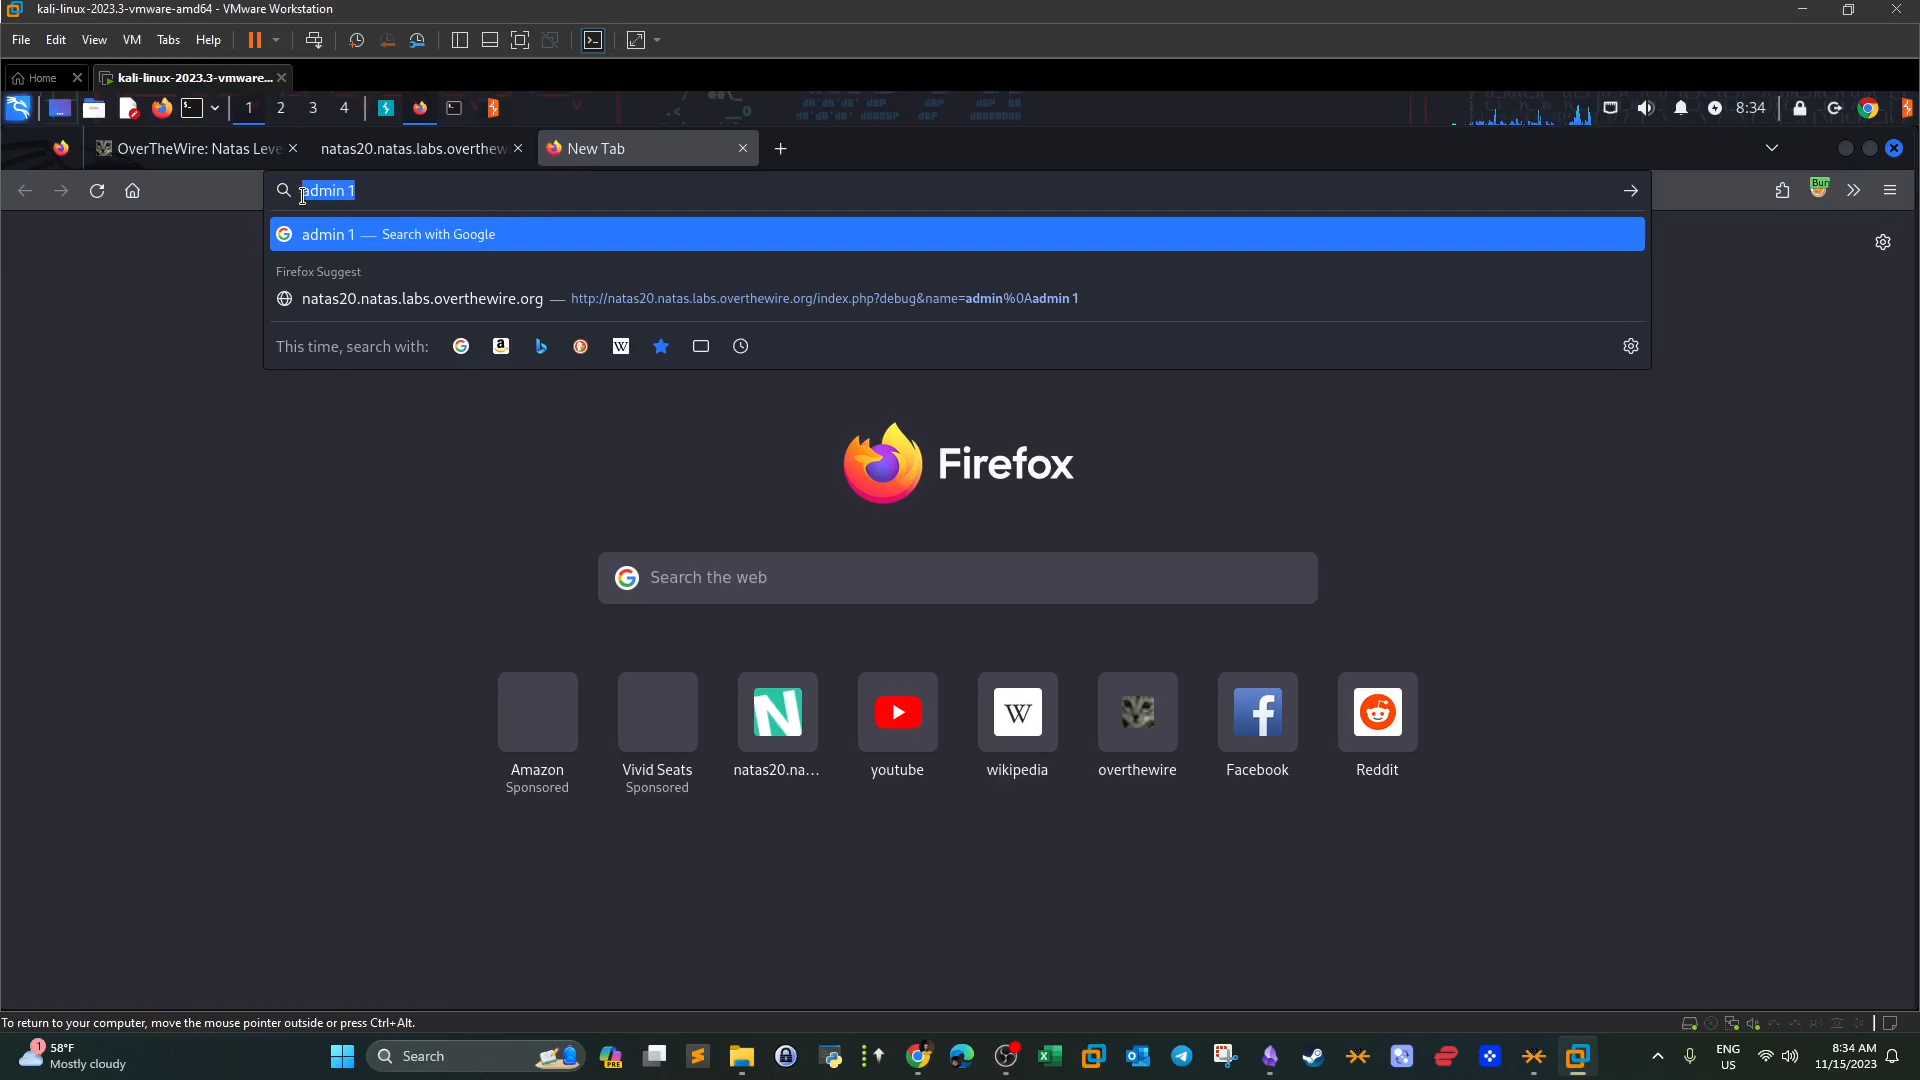 kali-linux-2023.3-vmware-amd64 - VMware Workstation
File Edit View VM Tabs Help
Home kali-linux-2023.3-vmware...
1 2 3 4 8:34
OverTheWire: Natas Leve natas20.natas.labs.overthew New Tab
admin 1
Bur
admin 1 — Search with Google
Firefox Suggest
natas20.natas.labs.overthewire.org — http://natas20.natas.labs.overthewire.org/index.php?debug&name=admin%0Aadmin 1
This time, search with:
Firefox
Search the web
Amazon
Sponsored
Vivid Seats
Sponsored
natas20.na...
youtube
wikipedia
overthewire
Facebook
Reddit
To return to your computer, move the mouse pointer outside or press Ctrl+Alt.
1 58°F
Mostly cloudy
Search
PRE
ENG
US
8:34 AM
11/15/2023